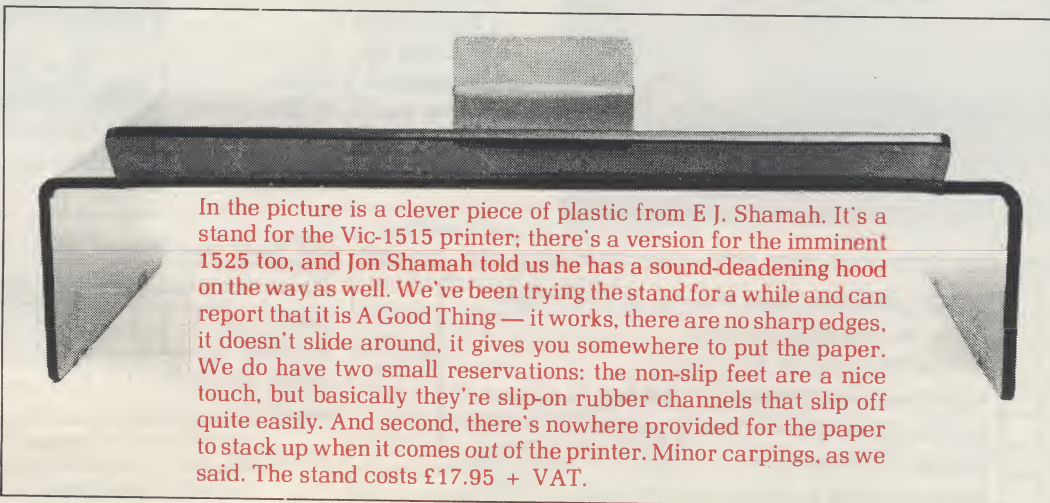 In the picture is a clever piece of plastic from E J. Shamah. It's a
stand for the Vic-1515 printer; there's a version for the imminent
1525 too, and Jon Shamah told us he has a sound-deadening hood
on the way as well. We've been trying the stand for a while and can
report that it is A Good Thing — it works, there are no sharp edges,
it doesn't slide around, it gives you somewhere to put the paper.
We do have two small reservations: the non-slip feet are a nice
touch, but basically they're slip-on rubber channels that slip off
quite easily. And second, there's nowhere provided for the paper
to stack up when it comes out of the printer. Minor carpings, as we
said. The stand costs £17.95 + VAT.